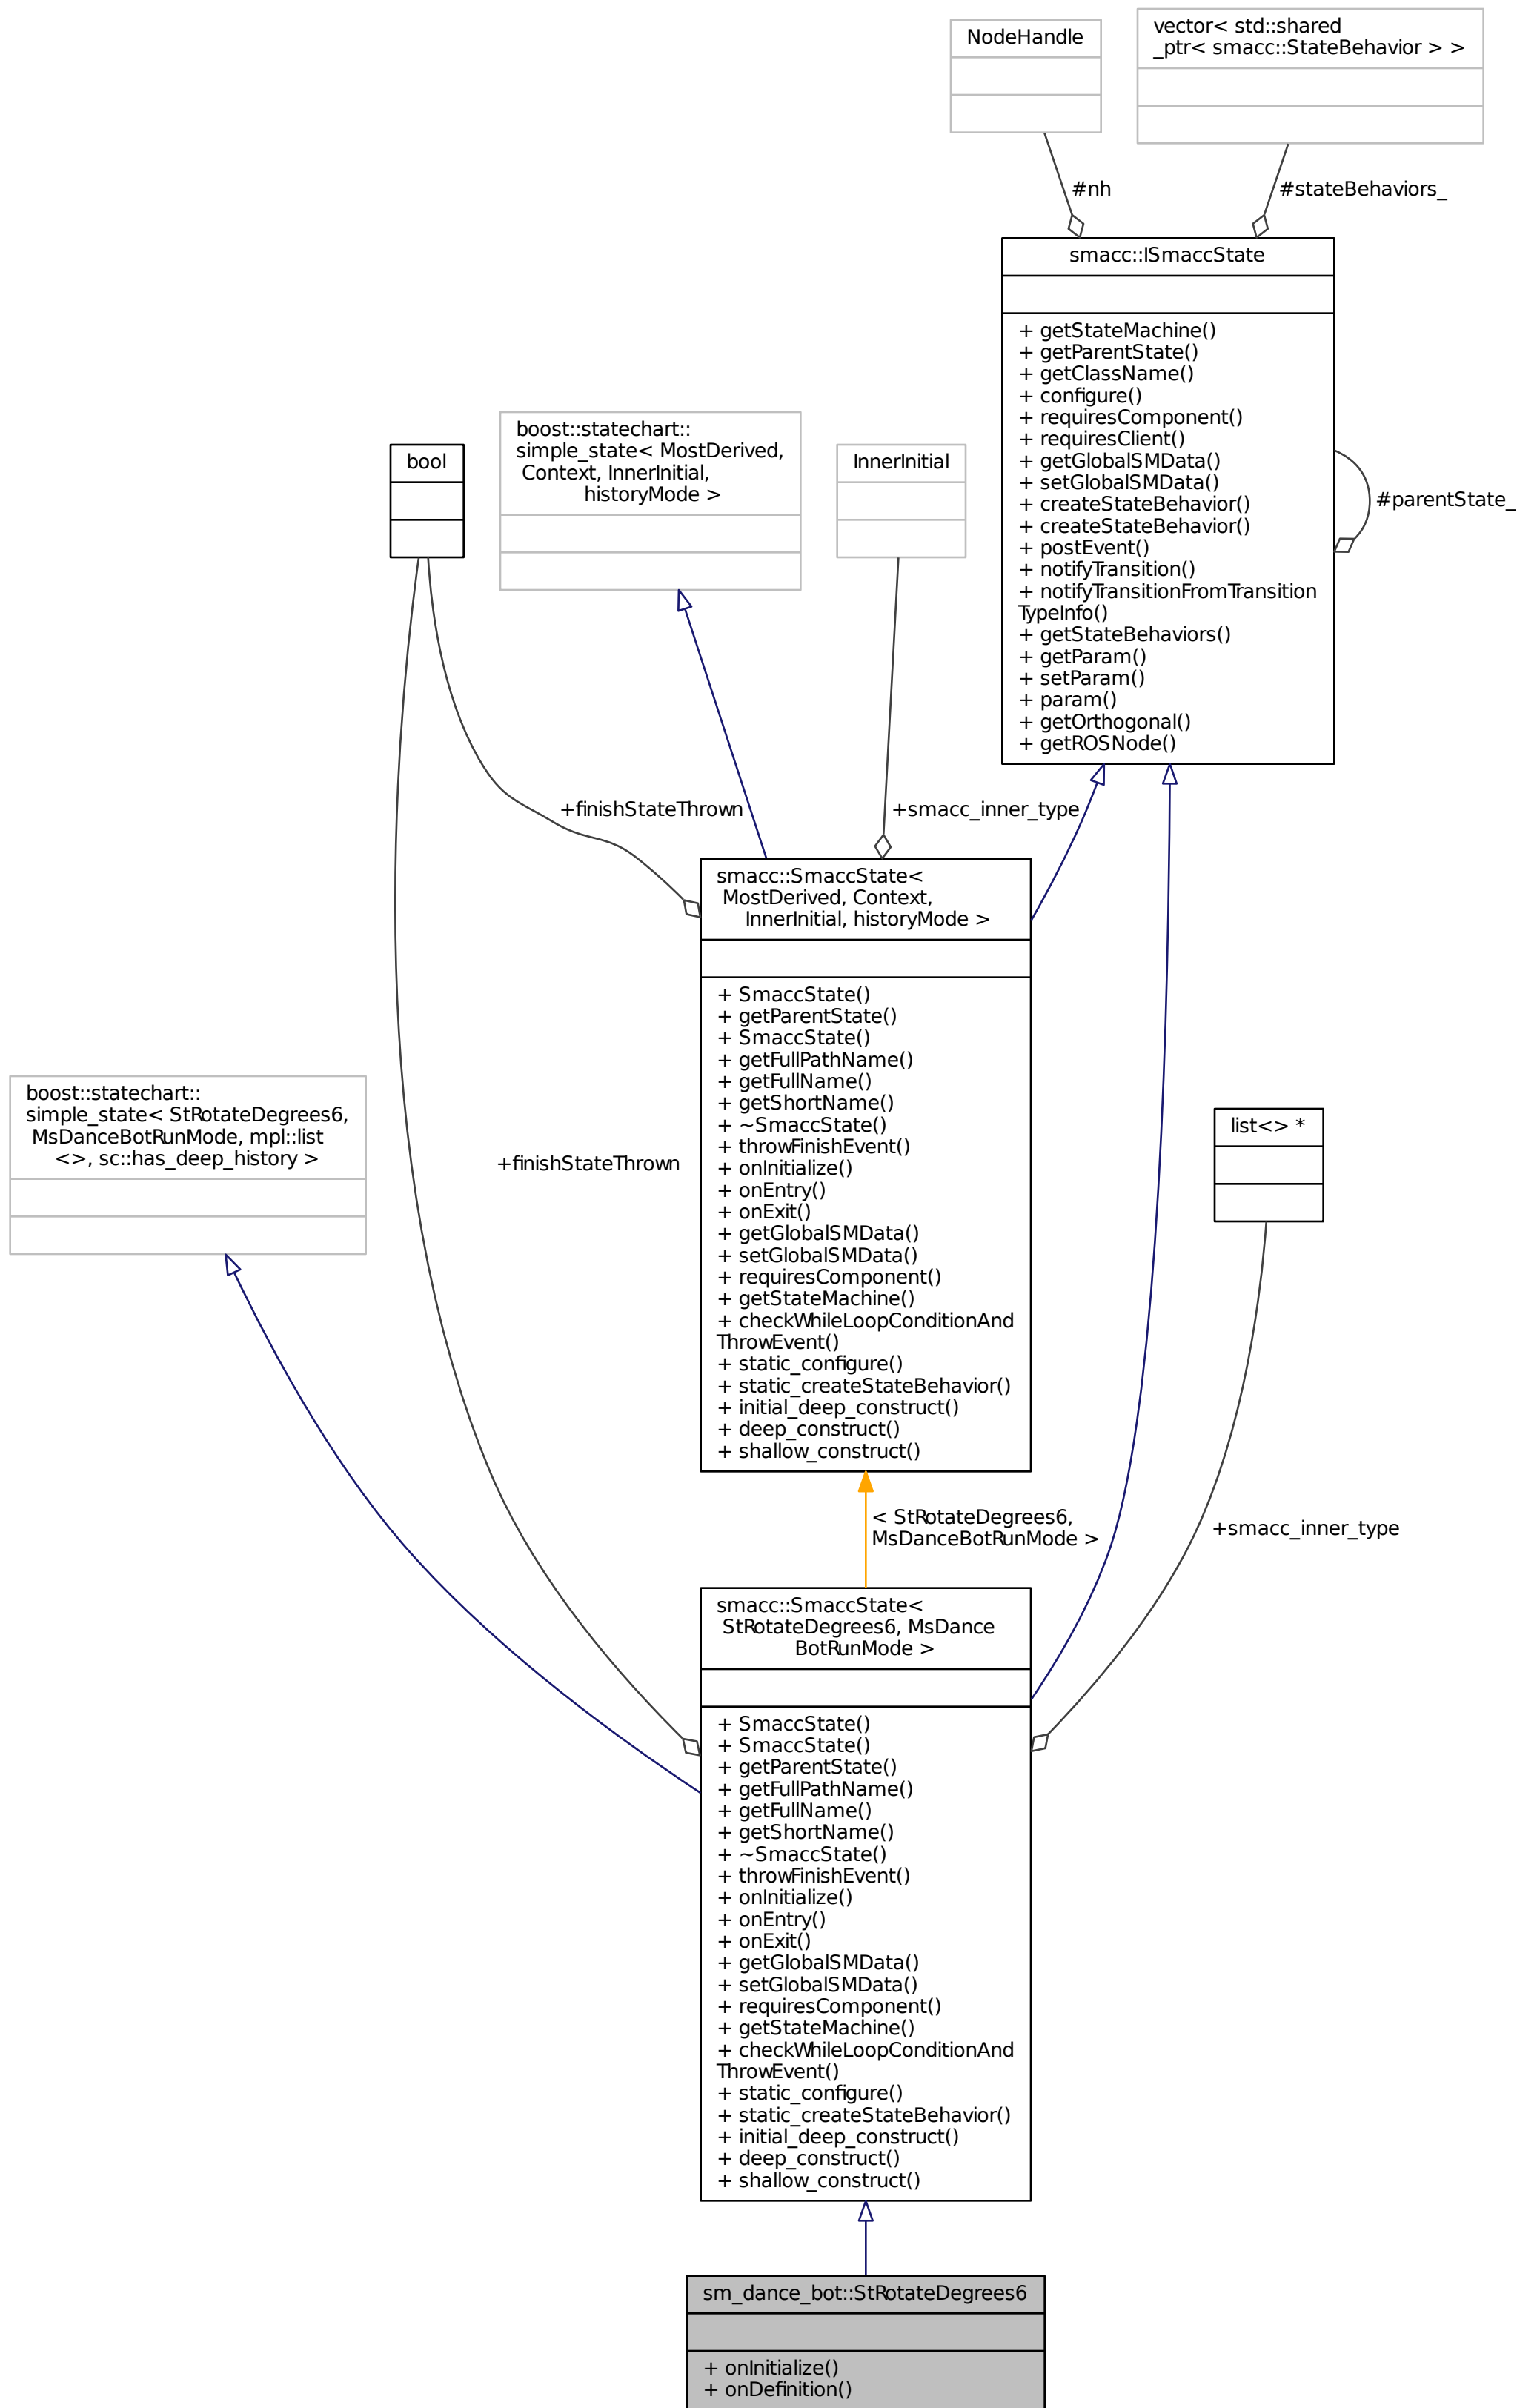 NodeHandle
vector< std::shared
_ptr< smacc::StateBehavior > >
#nh
#stateBehaviors_
smacc::ISmaccState
+ getStateMachine()
+ getParentState()
+ getClassName()
+ configure()
+ requiresComponent()
+ requiresClient()
+ getGlobalSMData()
+ setGlobalSMData()
+ createStateBehavior()
+ createStateBehavior()
+ postEvent()
+ notifyTransition()
+ notifyTransitionFromTransition
TypeInfo()
+ getStateBehaviors()
+ getParam()
+ setParam()
+ param()
+ getOrthogonal()
+ getROSNode()
#parentState_
bool
boost::statechart::
simple_state< MostDerived,
Context, InnerInitial,
historyMode >
InnerInitial
+finishStateThrown
+smacc_inner_type
smacc::SmaccState<
MostDerived, Context,
InnerInitial, historyMode >
+ SmaccState()
+ getParentState()
+ SmaccState()
+ getFullPathName()
+ getFullName()
+ getShortName()
+ ~SmaccState()
+ throwFinishEvent()
+ onInitialize()
+ onEntry()
+ onExit()
+ getGlobalSMData()
+ setGlobalSMData()
+ requiresComponent()
+ getStateMachine()
+ checkWhileLoopConditionAnd
ThrowEvent()
+ static_configure()
+ static_createStateBehavior()
+ initial_deep_construct()
+ deep_construct()
+ shallow_construct()
boost::statechart::
simple_state< StRotateDegrees6,
MsDanceBotRunMode, mpl::list
<>, sc::has_deep_history >
+finishStateThrown
list<> *
< StRotateDegrees6,
MsDanceBotRunMode >
+smacc_inner_type
smacc::SmaccState<
StRotateDegrees6, MsDance
BotRunMode >
+ SmaccState()
+ SmaccState()
+ getParentState()
+ getFullPathName()
+ getFullName()
+ getShortName()
+ ~SmaccState()
+ throwFinishEvent()
+ onInitialize()
+ onEntry()
+ onExit()
+ getGlobalSMData()
+ setGlobalSMData()
+ requiresComponent()
+ getStateMachine()
+ checkWhileLoopConditionAnd
ThrowEvent()
+ static_configure()
+ static_createStateBehavior()
+ initial_deep_construct()
+ deep_construct()
+ shallow_construct()
sm_dance_bot::StRotateDegrees6
+ onInitialize()
+ onDefinition()